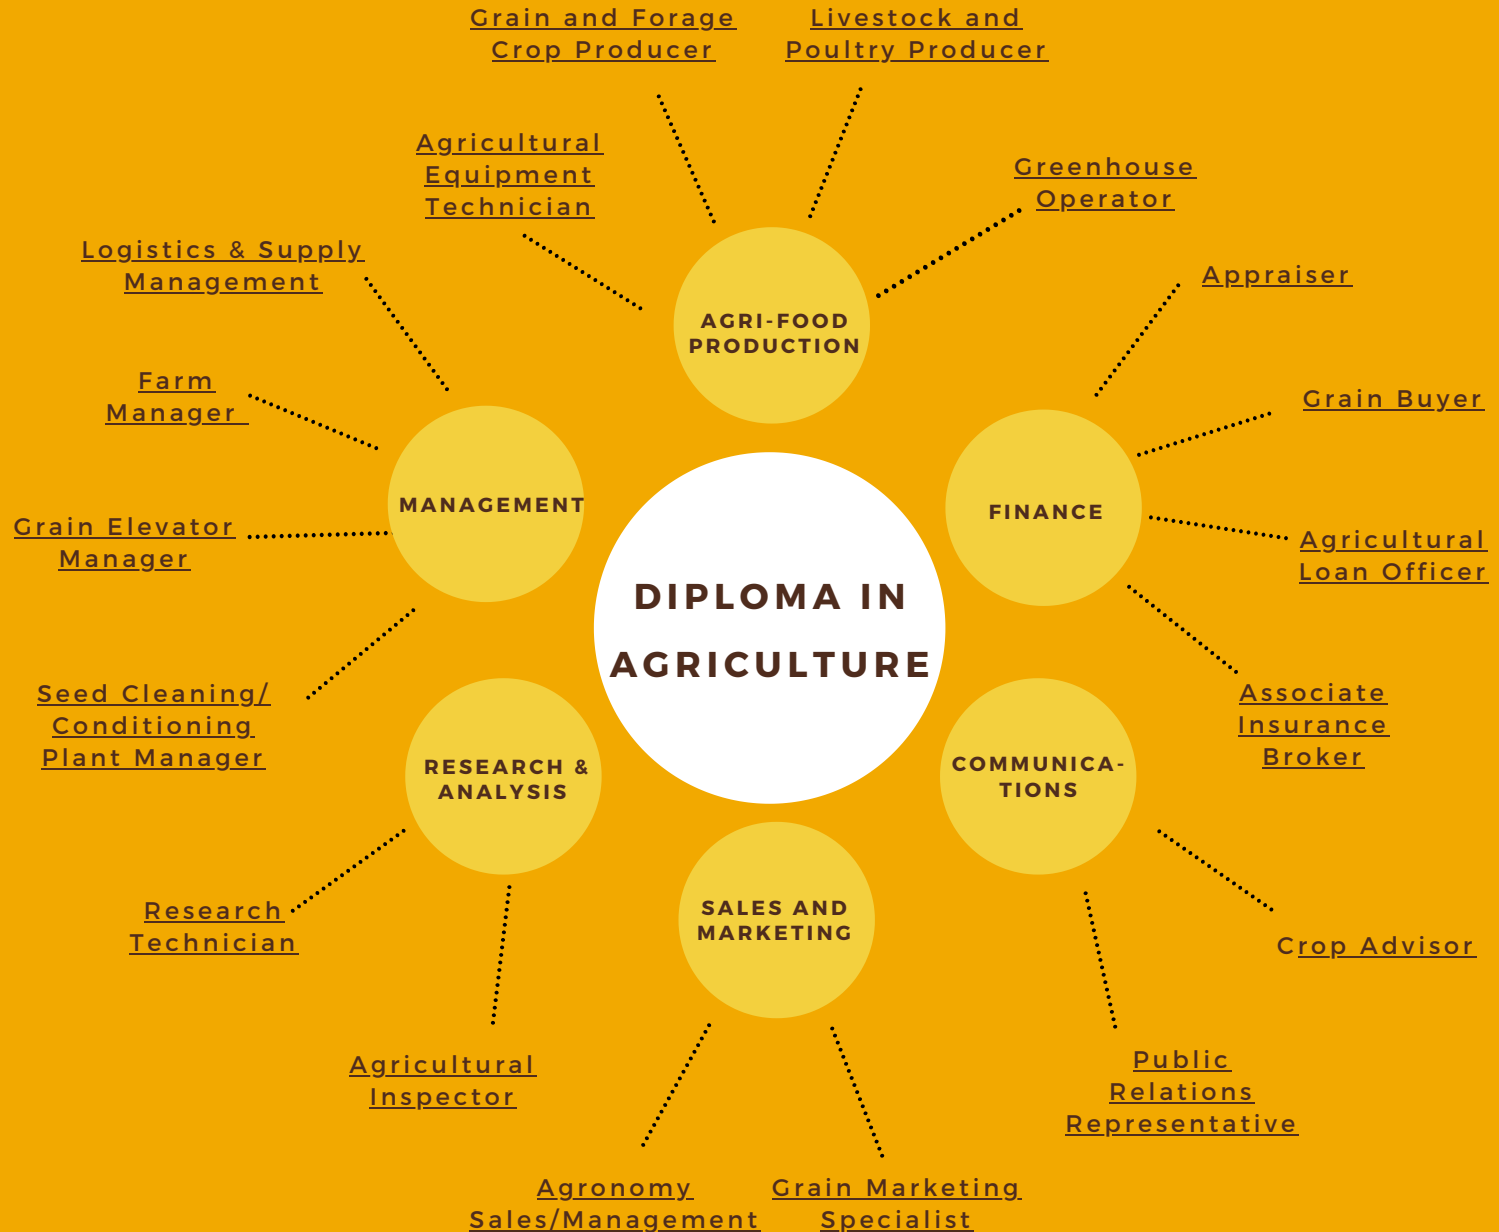 Grain and Forage
Crop Producer
Livestock and
Poultry Producer
Agricultural
Equipment
Technician
Greenhouse
Operator
Logistics & Supply
Management
Appraiser
AGRI-FOOD
PRODUCTION
Farm
Manager
Grain Buyer
MANAGEMENT
FINANCE
Grain Elevator
Manager
Agricultural
Loan Officer
DIPLOMA IN
AGRICULTURE
Seed Cleaning/
Conditioning
Plant Manager
Associate
Insurance
Broker
RESEARCH &
ANALYSIS
COMMUNICA-
TIONS
Research
Technician
SALES AND
MARKETING
Crop Advisor
Agricultural
Inspector
Public
Relations
Representative
Agronomy
Sales/Management
Grain Marketing
Specialist